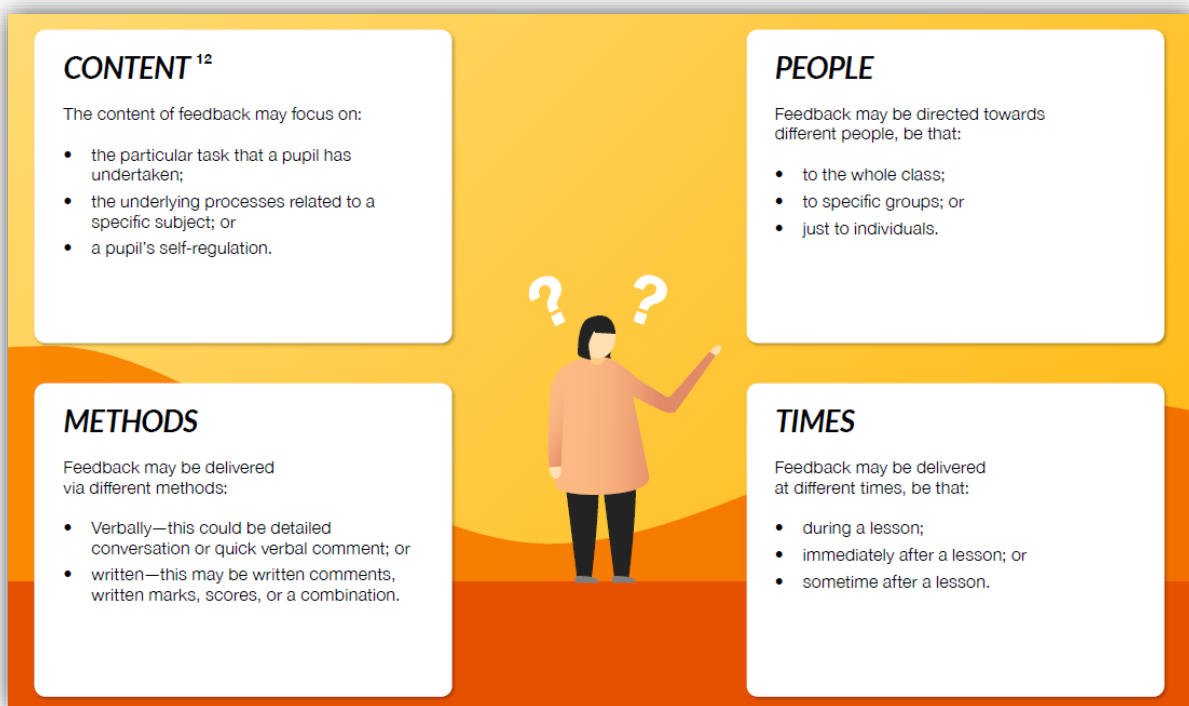 CONTENT 12
The content of feedback may focus on:
• the particular task that a pupil has
undertaken;
• the underlying processes related to a
specific subject; or
• a pupil's self-regulation.
PEOPLE
Feedback may be directed towards
different people, be that:
• to the whole class;
• to specific groups; or
• just to individuals.
? ?
METHODS
Feedback may be delivered
via different methods:
• Verbally—this could be detailed
conversation or quick verbal comment; or
• written—this may be written comments,
written marks, scores, or a combination.
TIMES
Feedback may be delivered
at different times, be that:
• during a lesson;
• immediately after a lesson; or
• sometime after a lesson.